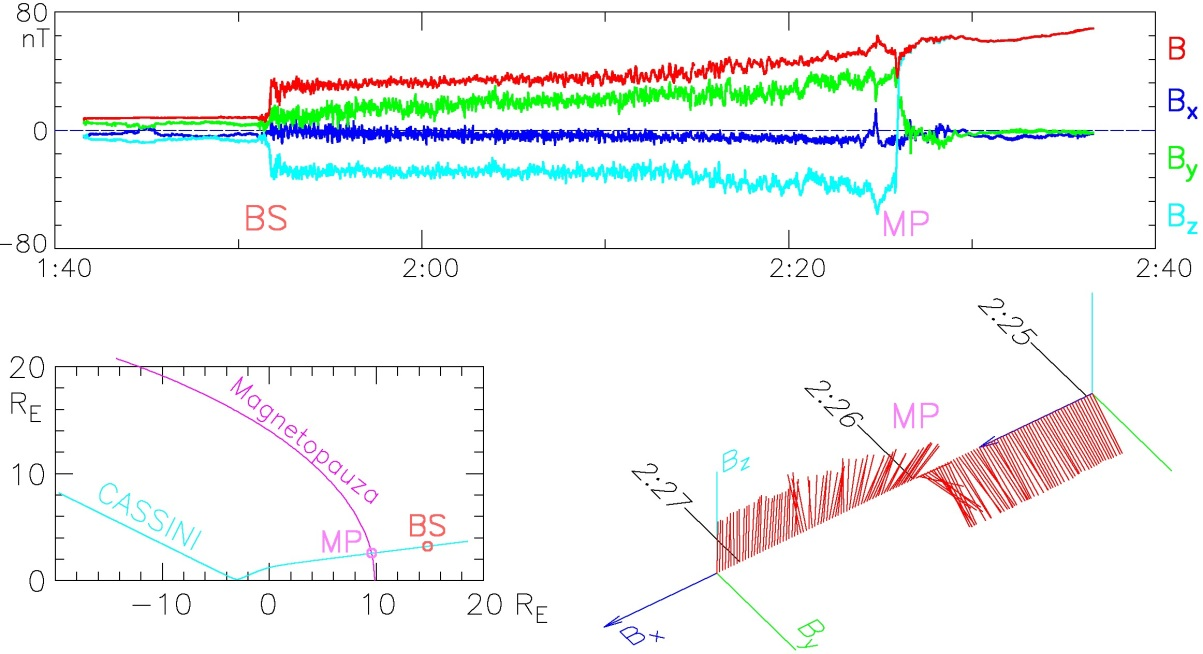 80
nT
0
-80
B
Bx
By
Bz
BS
MP
1:40
2:00
2:20
2:40
20
RE
10
0
Magnetopauza
CASSINI
MP
BS
-10
0
10
20 RE
2:25
2:26
MP
2:27
Bz
Bx
By